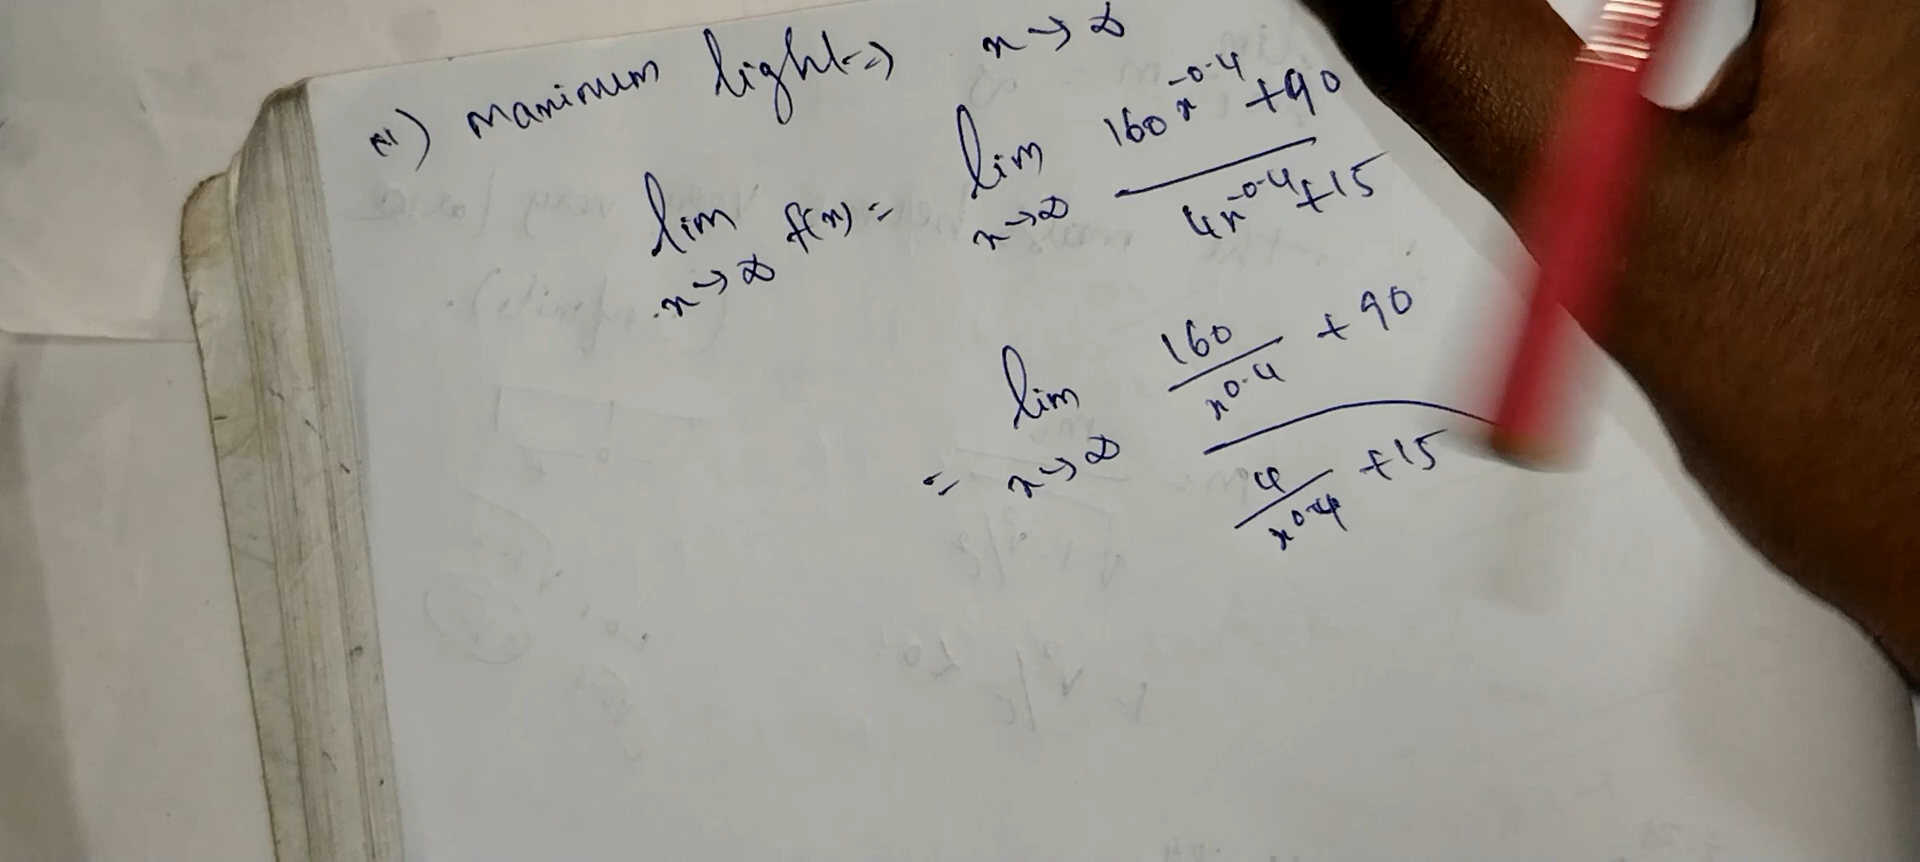 ii) maximum light => x → ∞
lim x→∞ f(x) = lim x→∞ (160x^-0.4 + 90) / (4x^-0.4 + 15)
= lim x→∞ (160/x^0.4 + 90) / (4/x^0.4 + 15)